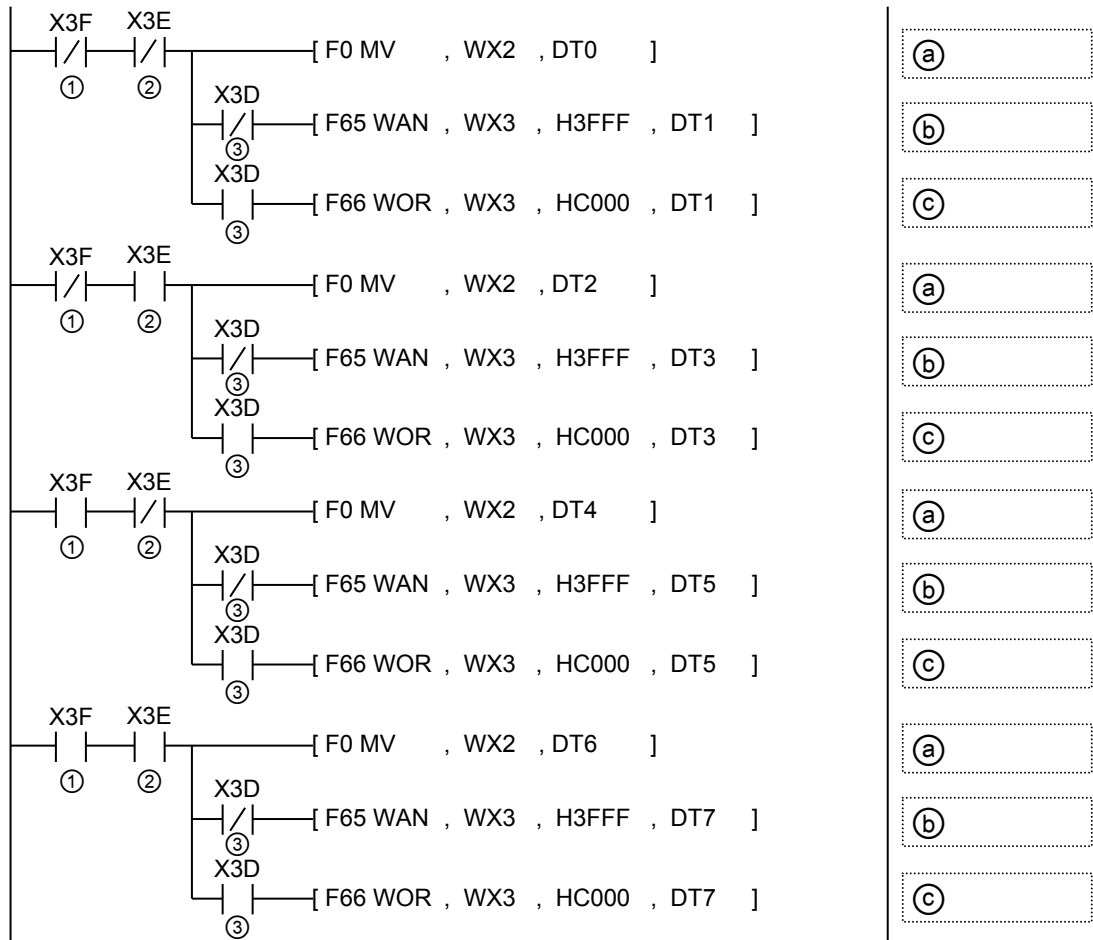 X3F X3E
[ F0 MV , WX2 , DT0 ] ⓐ
① ②
X3D
[ F65 WAN , WX3 , H3FFF , DT1 ] ⓑ
③
X3D
[ F66 WOR , WX3 , HC000 , DT1 ] ⓒ
③
X3F X3E
[ F0 MV , WX2 , DT2 ] ⓐ
① ②
X3D
[ F65 WAN , WX3 , H3FFF , DT3 ] ⓑ
③
X3D
[ F66 WOR , WX3 , HC000 , DT3 ] ⓒ
③
X3F X3E
[ F0 MV , WX2 , DT4 ] ⓐ
① ②
X3D
[ F65 WAN , WX3 , H3FFF , DT5 ] ⓑ
③
X3D
[ F66 WOR , WX3 , HC000 , DT5 ] ⓒ
③
X3F X3E
[ F0 MV , WX2 , DT6 ] ⓐ
① ②
X3D
[ F65 WAN , WX3 , H3FFF , DT7 ] ⓑ
③
X3D
[ F66 WOR , WX3 , HC000 , DT7 ] ⓒ
③